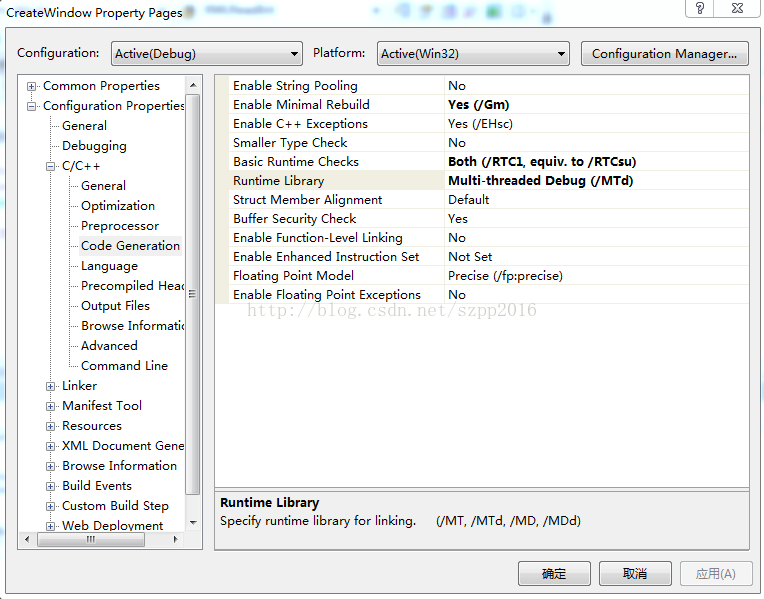 CreateWindow Property Pages
Configuration: Active(Debug) Platform: Active(Win32) Configuration Manager...
Common Properties
Configuration Properties
General
Debugging
C/C++
General
Optimization
Preprocessor
Code Generation
Language
Precompiled Head
Output Files
Browse Informatic
Advanced
Command Line
Linker
Manifest Tool
Resources
XML Document Gene
Browse Information
Build Events
Custom Build Step
Web Deployment
Enable String Pooling No
Enable Minimal Rebuild Yes (/Gm)
Enable C++ Exceptions Yes (/EHsc)
Smaller Type Check No
Basic Runtime Checks Both (/RTC1, equiv. to /RTCsu)
Runtime Library Multi-threaded Debug (/MTd)
Struct Member Alignment Default
Buffer Security Check Yes
Enable Function-Level Linking No
Enable Enhanced Instruction Set Not Set
Floating Point Model Precise (/fp:precise)
Enable Floating Point Exceptions No
http://blog.csdn.net/szpp2016
Runtime Library
Specify runtime library for linking. (/MT, /MTd, /MD, /MDd)
确定 取消 应用(A)